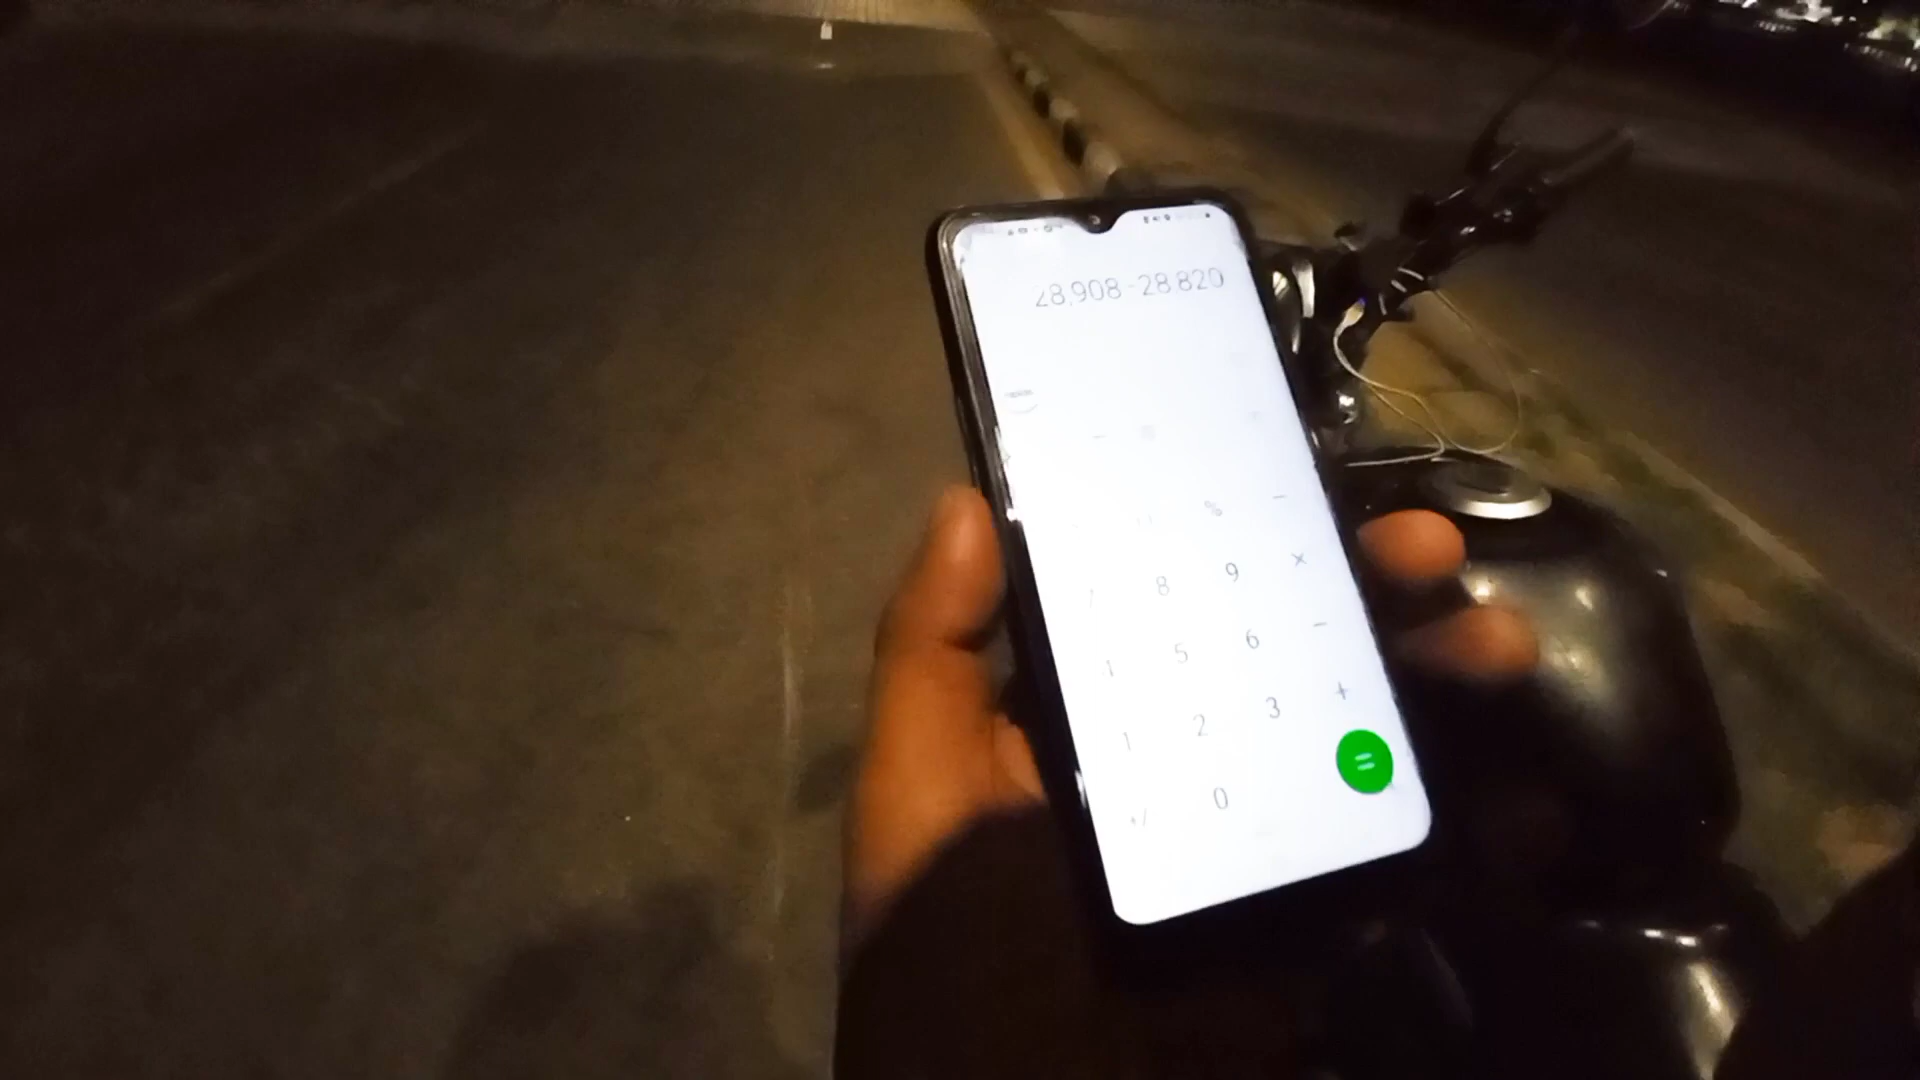 28,908-28,820
%
8 9 ×
5 6 −
1 2 3 +
0 =